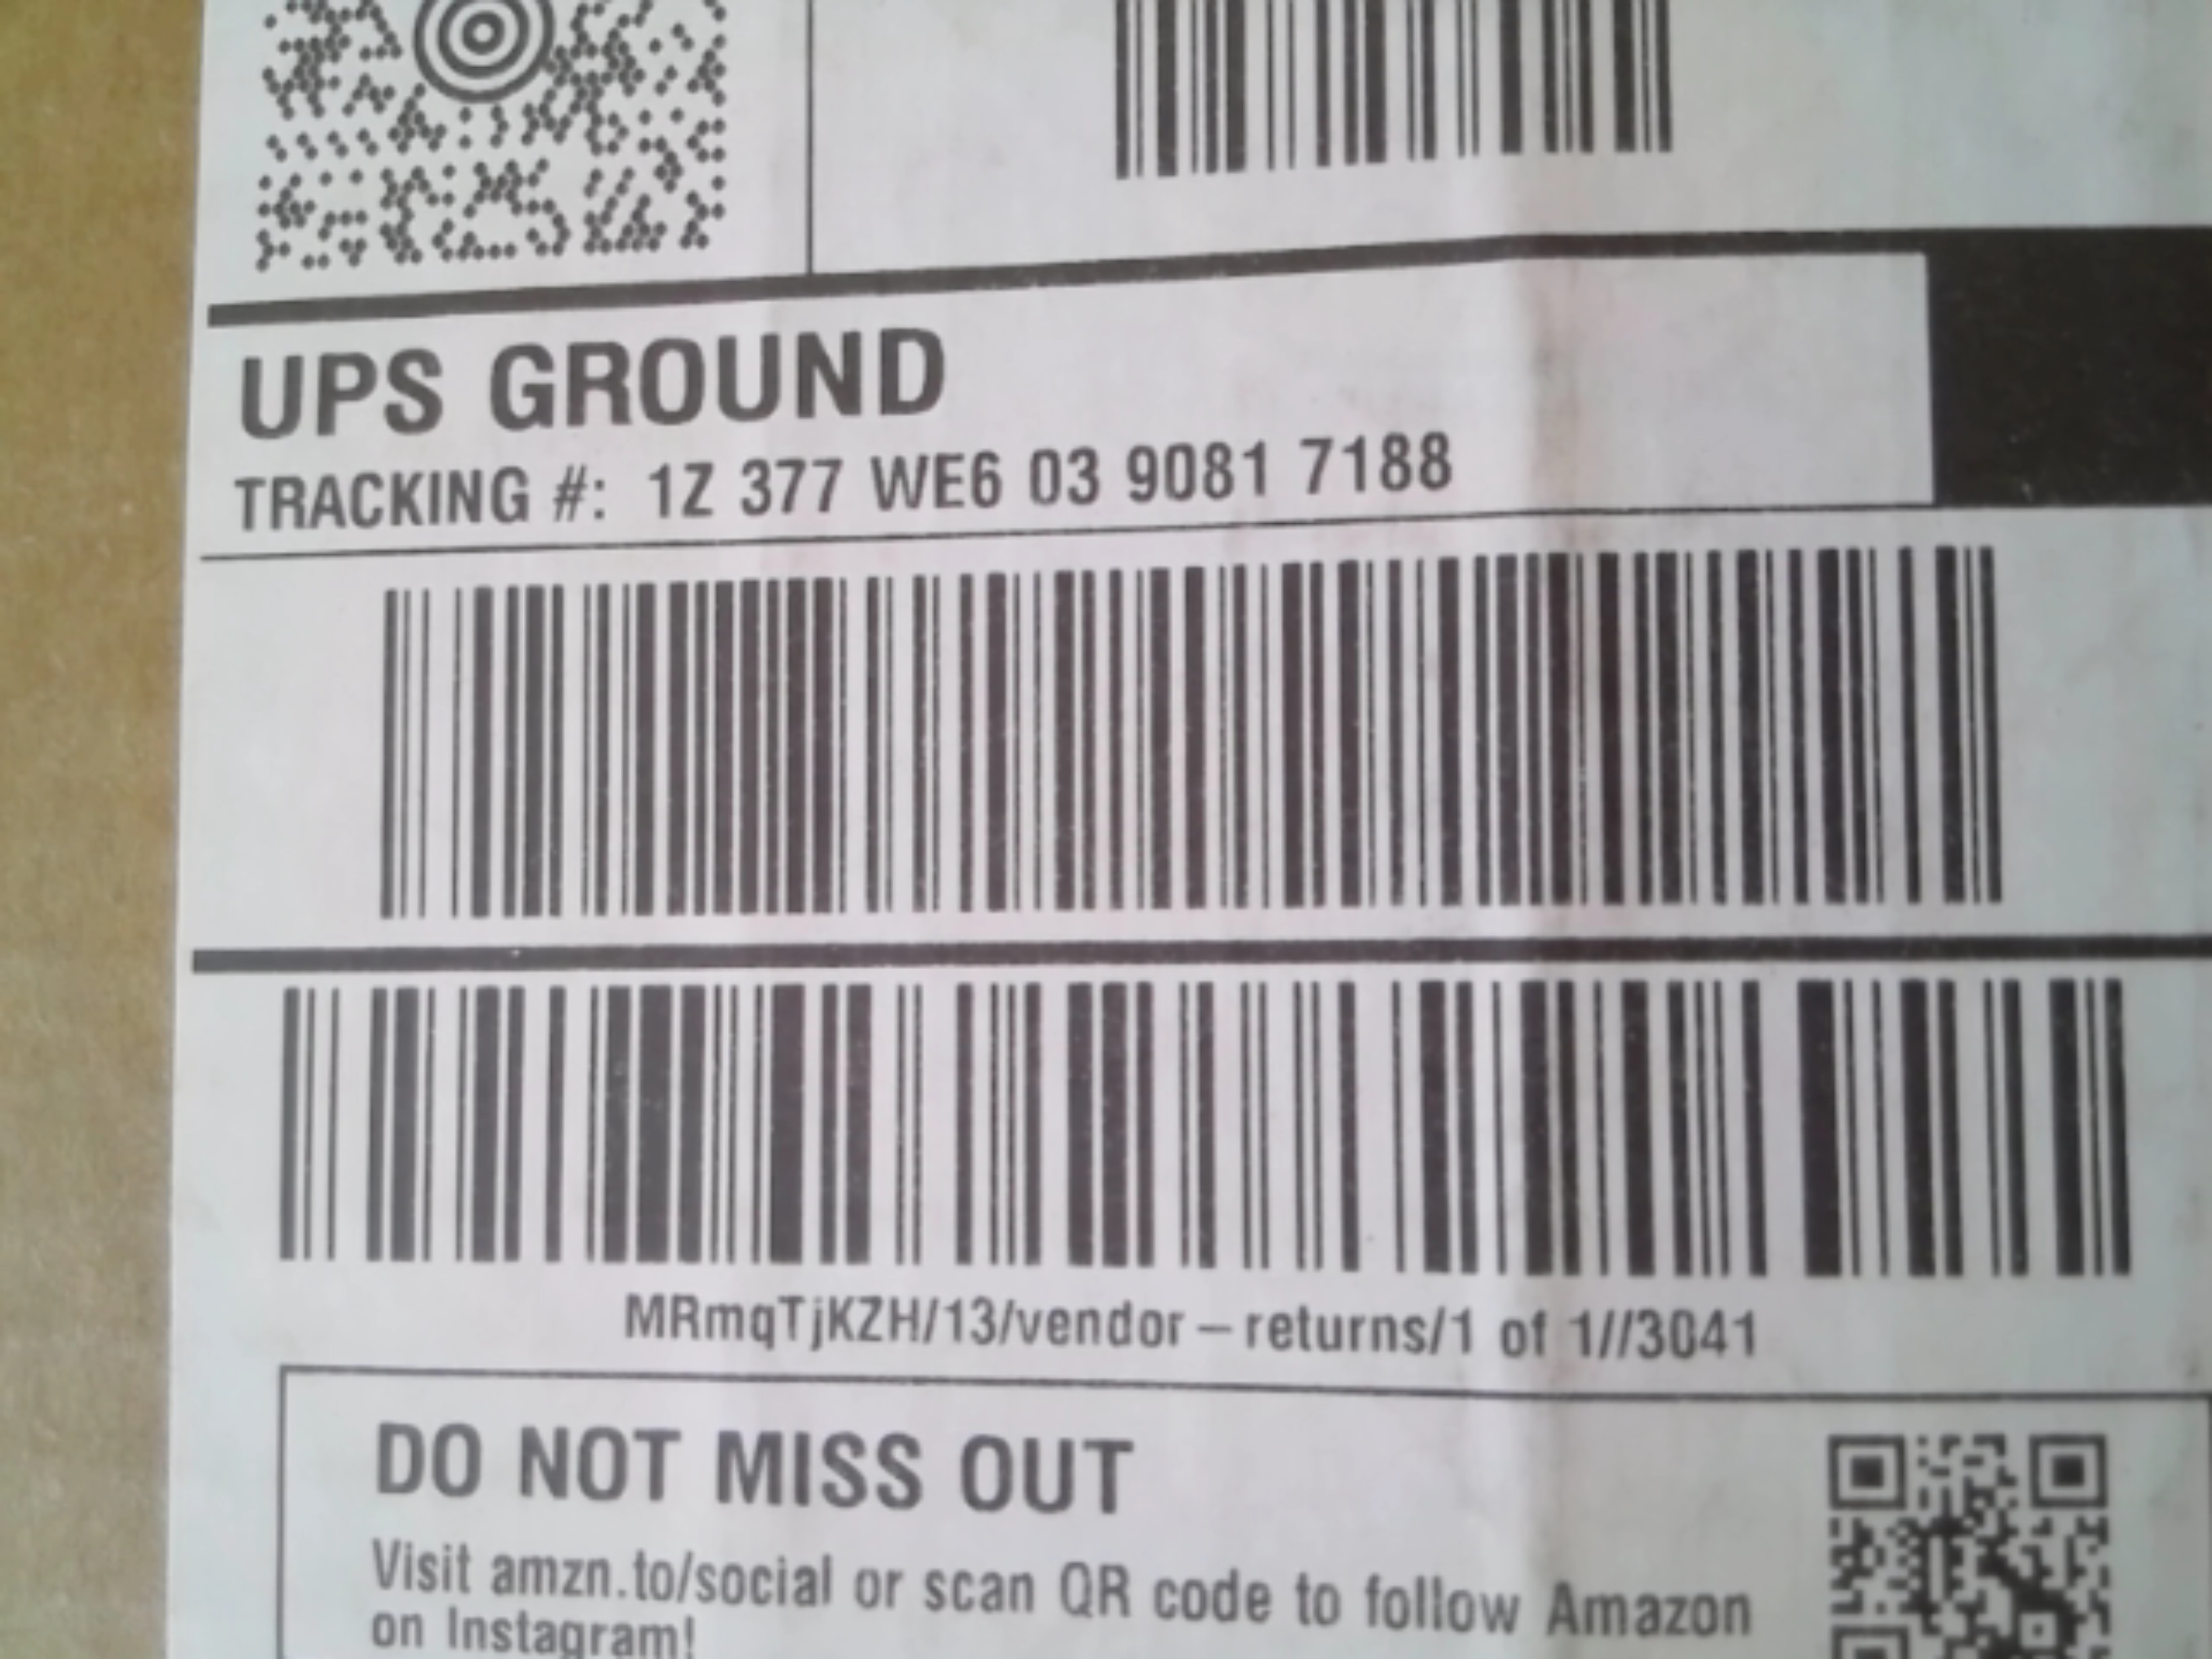 UPS GROUND
TRACKING #: 1Z 377 WE6 03 9081 7188
MRmqTjKZH/13/vendor-returns/1 of 1//3041
DO NOT MISS OUT
Visit amzn.to/social or scan QR code to follow Amazon
on Instagram!